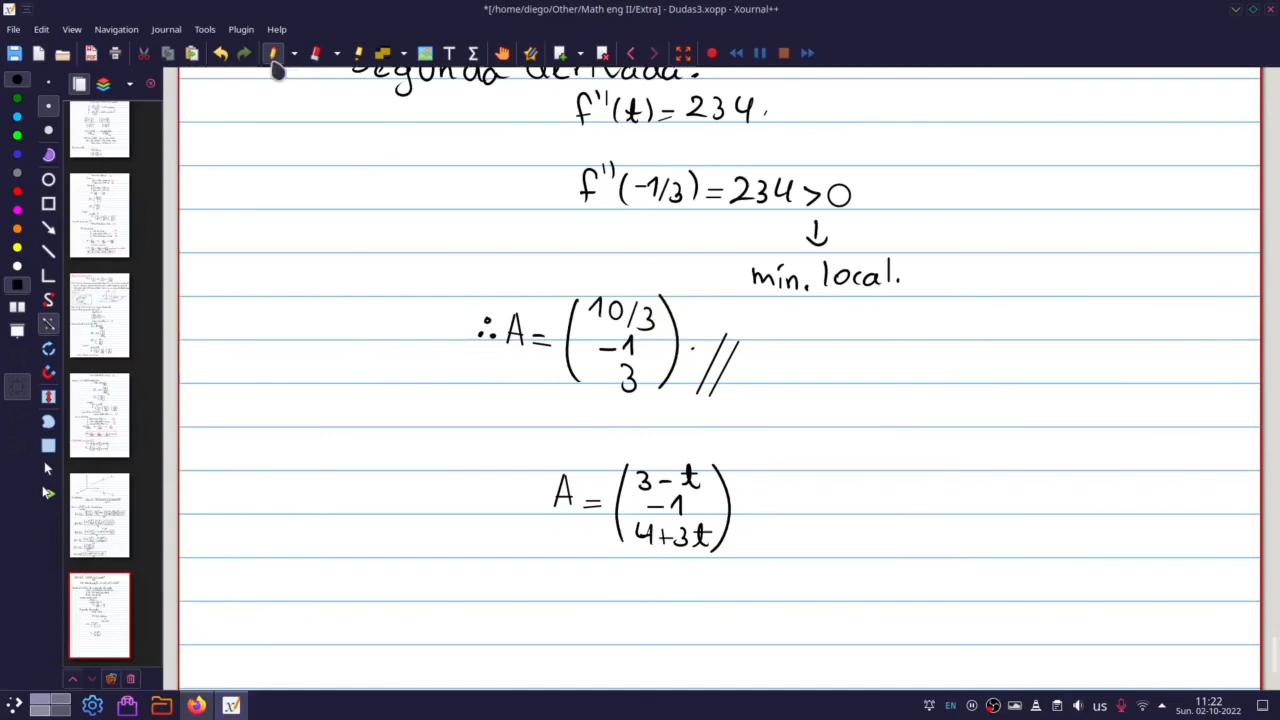 *[/home/diego/Other/Math eng II/Extra] - Dudas3.xopp - Xournal++
File Edit View Navigation Journal Tools Plugin Help
Segunda derivada.
f''(t) = 234.
f''(-1/3) = 234 > 0
↓
mín. local.
∴ A = (10/3
-1
3) . //
A = (3 - t
-1
4 + 3t)
EN us 11:22
Sun. 02-10-2022